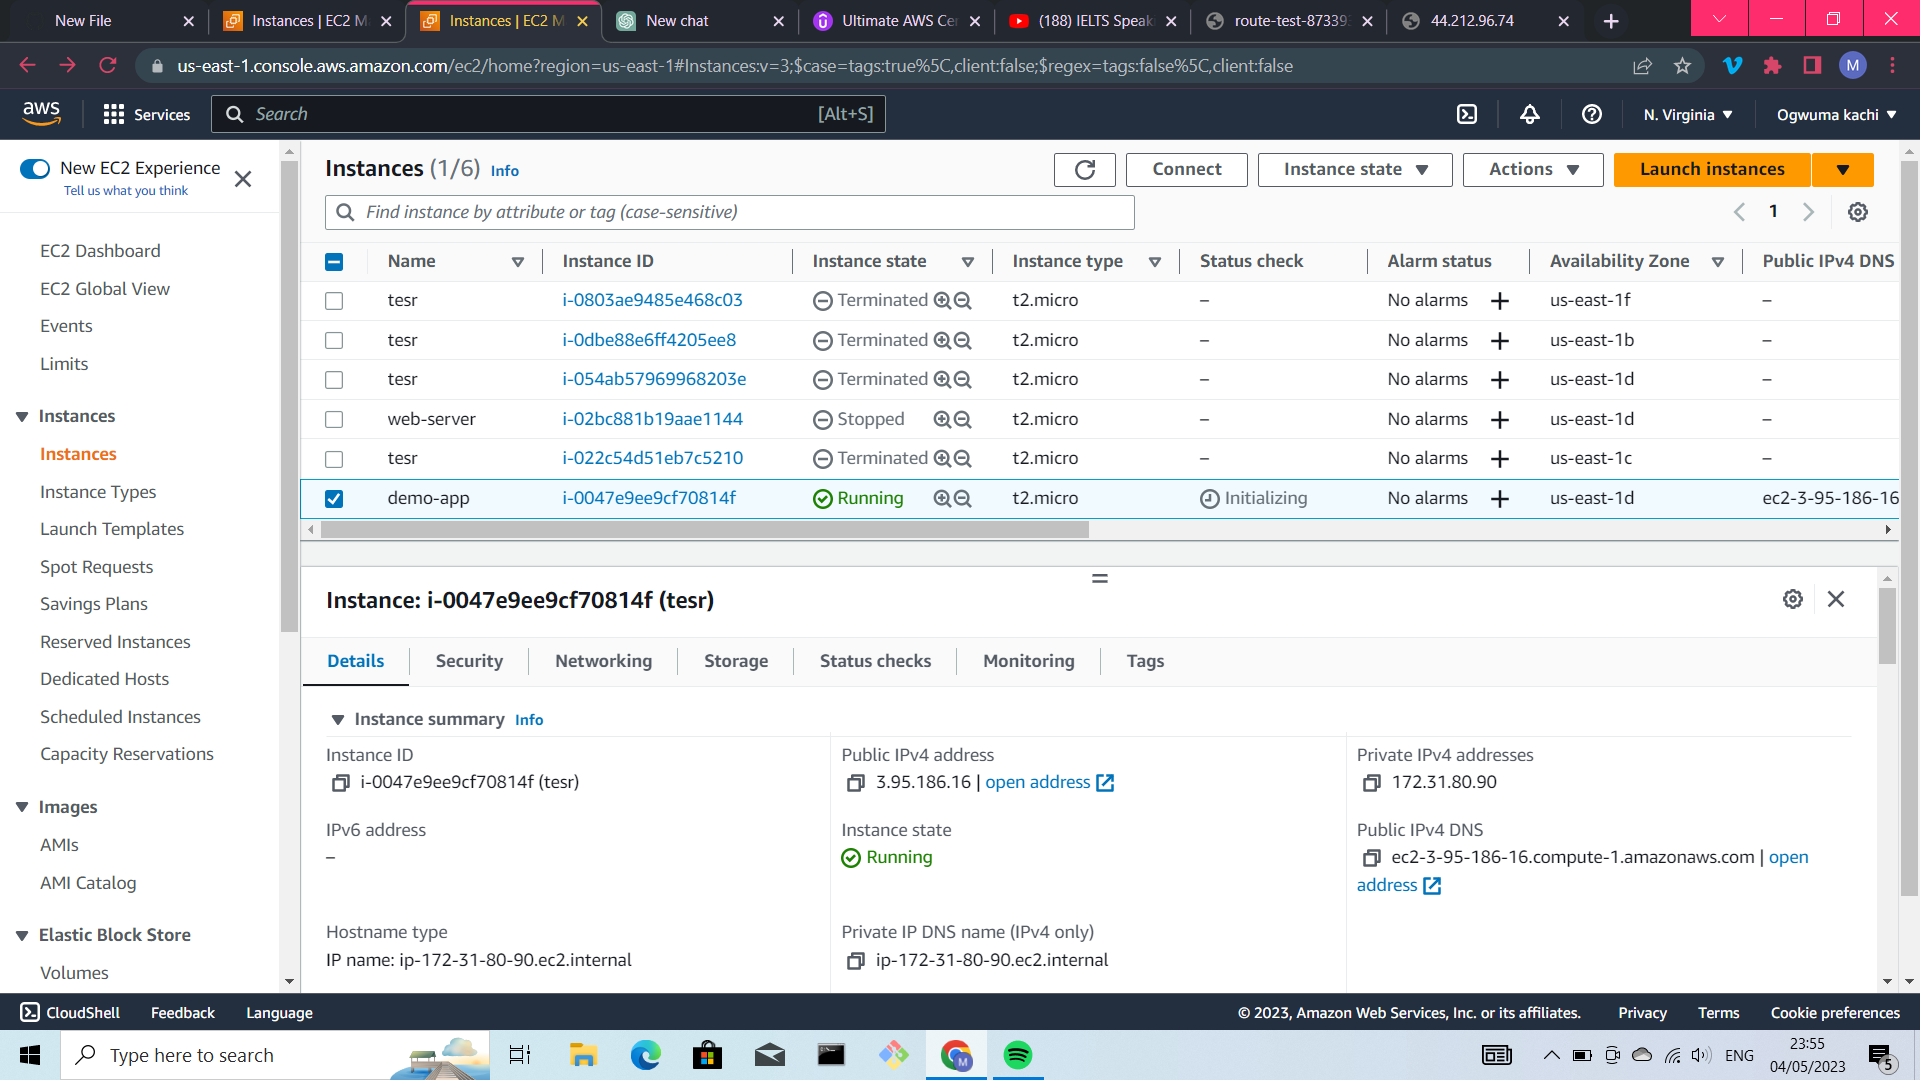 New File
Instances | EC2 M
Instances | EC2 M
New chat
Ultimate AWS Ce
(188) IELTS Speak
route-test-87339
44.212.96.74
us-east-1.console.aws.amazon.com/ec2/home?region=us-east-1#Instances:v=3;$case=tags:true%5C,client:false;$regex=tags:false%5C,client:false
M
aws
Services
Search
[Alt+S]
N. Virginia
Ogwuma kachi
New EC2 Experience
Tell us what you think
EC2 Dashboard
EC2 Global View
Events
Limits
Instances
Instances
Instance Types
Launch Templates
Spot Requests
Savings Plans
Reserved Instances
Dedicated Hosts
Scheduled Instances
Capacity Reservations
Images
AMIs
AMI Catalog
Elastic Block Store
Volumes
Instances (1/6) Info
Connect
Instance state
Actions
Launch instances
Find instance by attribute or tag (case-sensitive)
1
Name Instance ID Instance state Instance type Status check Alarm status Availability Zone Public IPv4 DNS
tesr i-0803ae9485e468c03 Terminated t2.micro – No alarms + us-east-1f –
tesr i-0dbe88e6ff4205ee8 Terminated t2.micro – No alarms + us-east-1b –
tesr i-054ab57969968203e Terminated t2.micro – No alarms + us-east-1d –
web-server i-02bc881b19aae1144 Stopped t2.micro – No alarms + us-east-1d –
tesr i-022c54d51eb7c5210 Terminated t2.micro – No alarms + us-east-1c –
demo-app i-0047e9ee9cf70814f Running t2.micro Initializing No alarms + us-east-1d ec2-3-95-186-16
Instance: i-0047e9ee9cf70814f (tesr)
Details Security Networking Storage Status checks Monitoring Tags
Instance summary Info
Instance ID
i-0047e9ee9cf70814f (tesr)
Public IPv4 address
3.95.186.16 | open address
Private IPv4 addresses
172.31.80.90
IPv6 address
–
Instance state
Running
Public IPv4 DNS
ec2-3-95-186-16.compute-1.amazonaws.com | open
address
Hostname type
IP name: ip-172-31-80-90.ec2.internal
Private IP DNS name (IPv4 only)
ip-172-31-80-90.ec2.internal
CloudShell
Feedback
Language
© 2023, Amazon Web Services, Inc. or its affiliates.
Privacy
Terms
Cookie preferences
Type here to search
M
ENG
23:55
04/05/2023
5